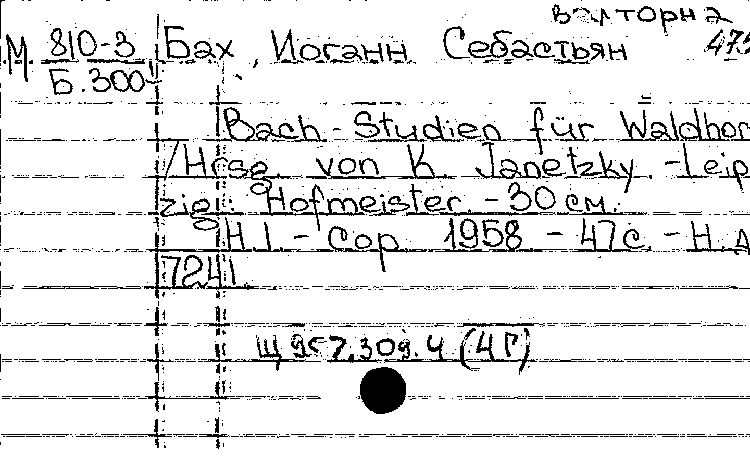 валторна
М 810-3 Бах, Иоганн Себастьян 475
Б.300
Bach-Studien für Waldhor
/Hrsg. von K. Janetzky.-Leip
zig: Hofmeister.-30 см.
H.1.-Cop. 1958-47с.-Н.д
7241.
Щ 957.309.4 (4Г)